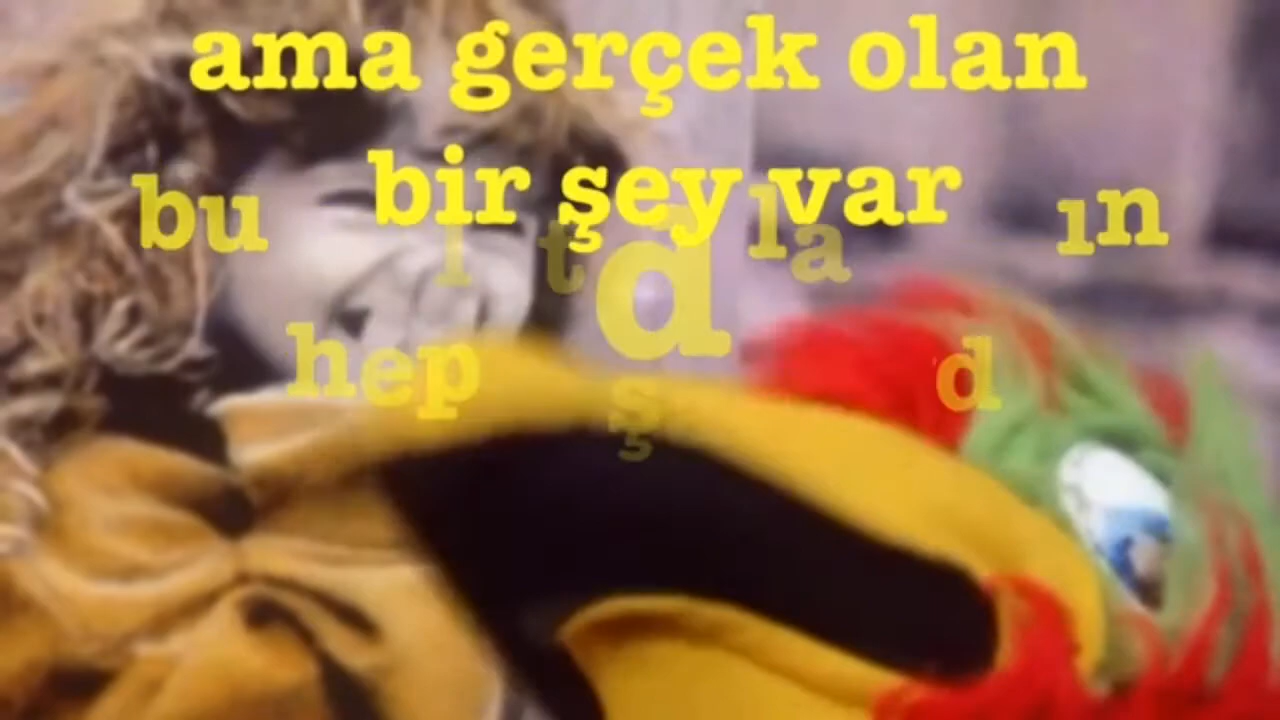 ama gerçek olan
bir şey var
bu
ın
hep